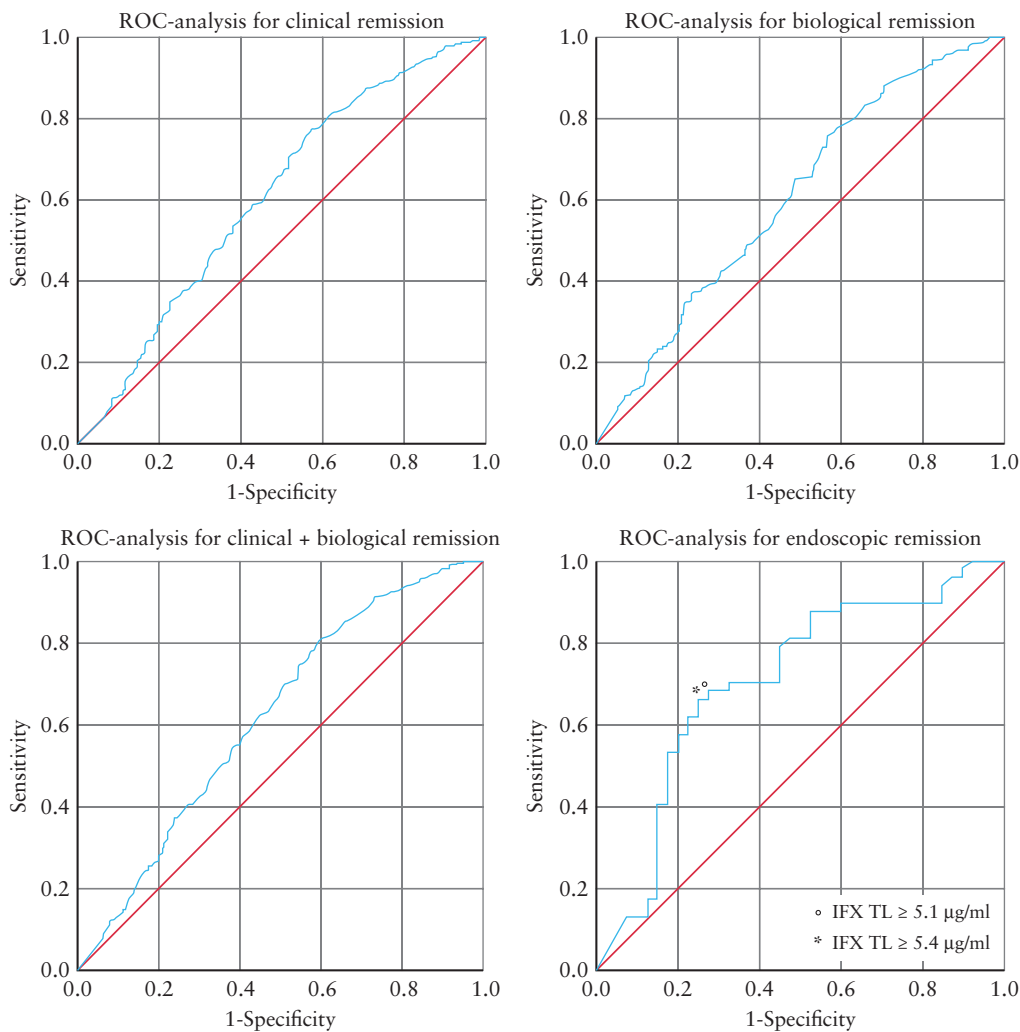 ROC-analysis for clinical remission
1.0
0.8
0.6
0.4
0.2
0.0
Sensitivity
0.0 0.2 0.4 0.6 0.8 1.0
1-Specificity
ROC-analysis for biological remission
1.0
0.8
0.6
0.4
0.2
0.0
Sensitivity
0.0 0.2 0.4 0.6 0.8 1.0
1-Specificity
ROC-analysis for clinical + biological remission
1.0
0.8
0.6
0.4
0.2
0.0
Sensitivity
0.0 0.2 0.4 0.6 0.8 1.0
1-Specificity
ROC-analysis for endoscopic remission
1.0
0.8
0.6
0.4
0.2
0.0
Sensitivity
*
IFX TL ≥ 5.1 µg/ml
* IFX TL ≥ 5.4 µg/ml
0.0 0.2 0.4 0.6 0.8 1.0
1-Specificity